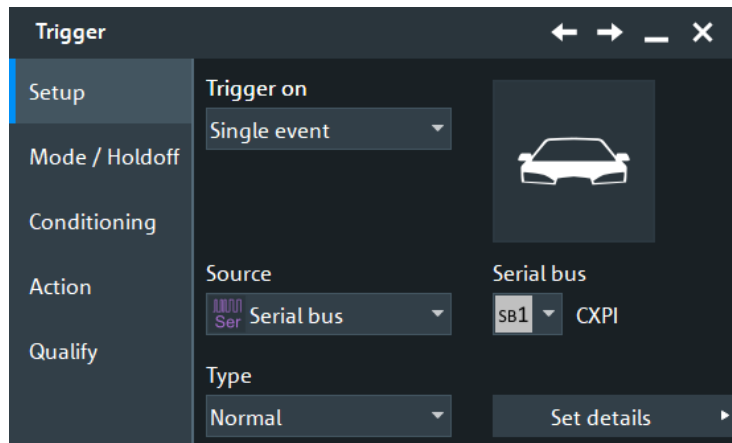 Trigger
Setup
Mode / Holdoff
Conditioning
Action
Qualify
Trigger on
Single event
Source
Serial bus
Ser Serial bus
SB1 CXPI
Type
Normal
Set details